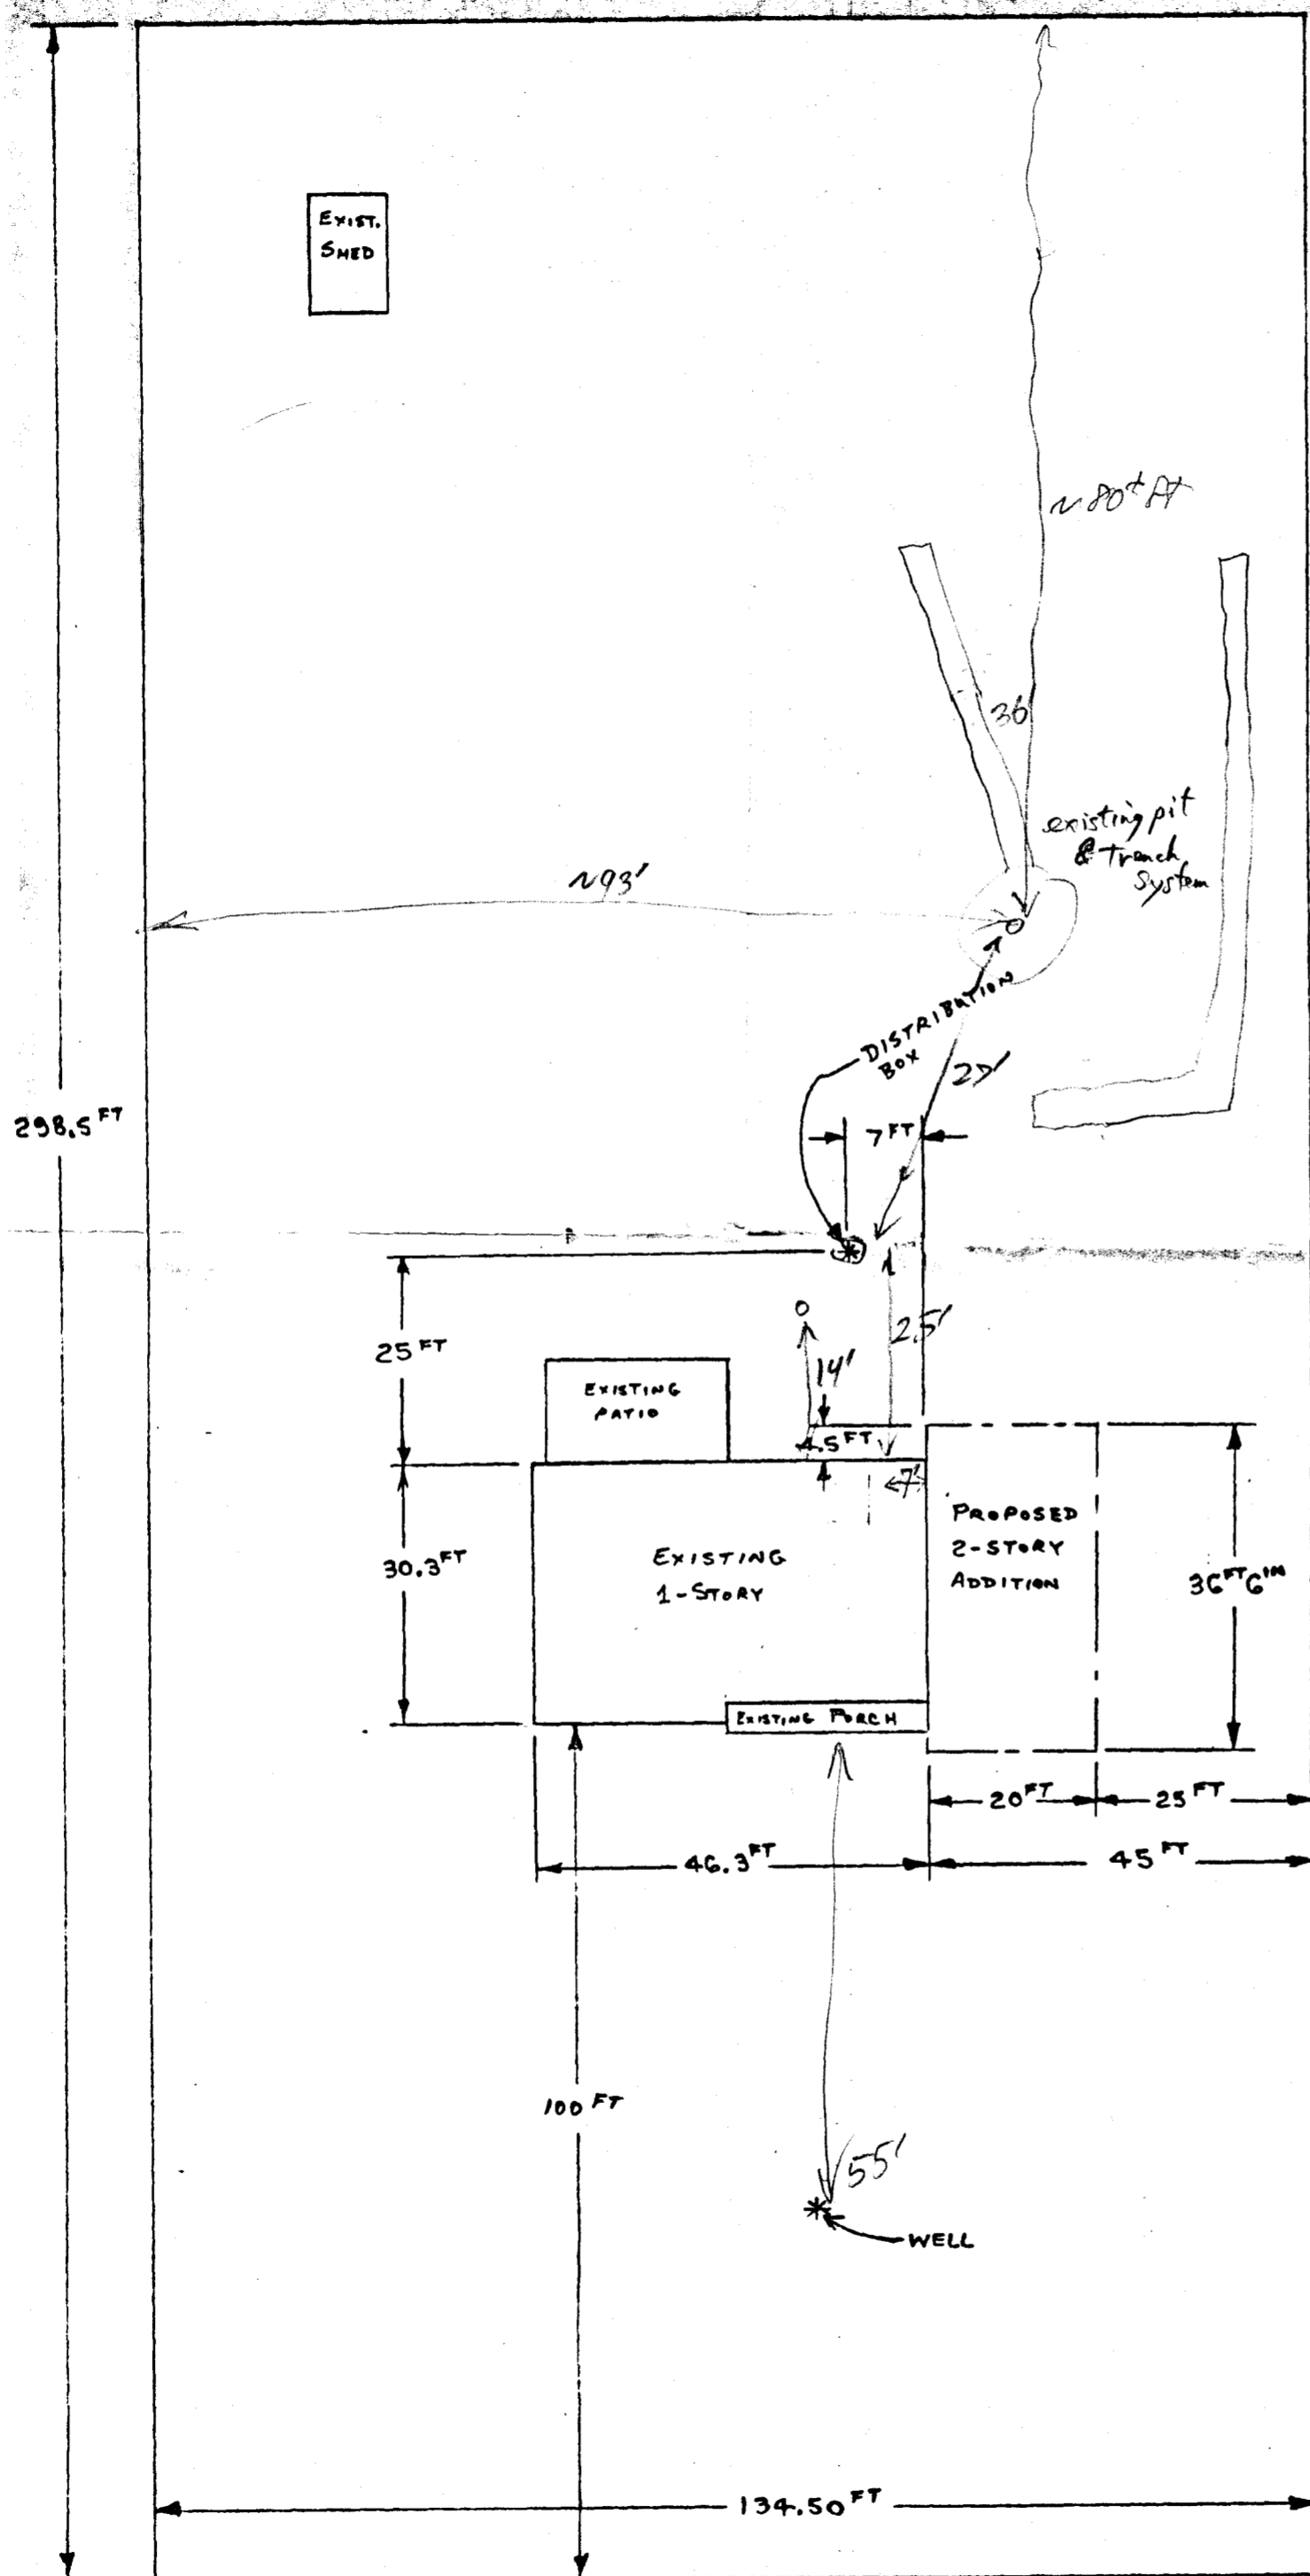 EXIST.
SHED
~80± ft
36'
existing pit
& Trench
System
~93'
DISTRIBUTION
BOX
298.5 FT
7 FT
25 FT
25'
14'
EXISTING
PATIO
4.5 FT
7'
PROPOSED
2-STORY
ADDITION
30.3 FT
EXISTING
1-STORY
36 FT 6 IN
EXISTING PORCH
20 FT
25 FT
46.3 FT
45 FT
100 FT
55'
WELL
134.50 FT